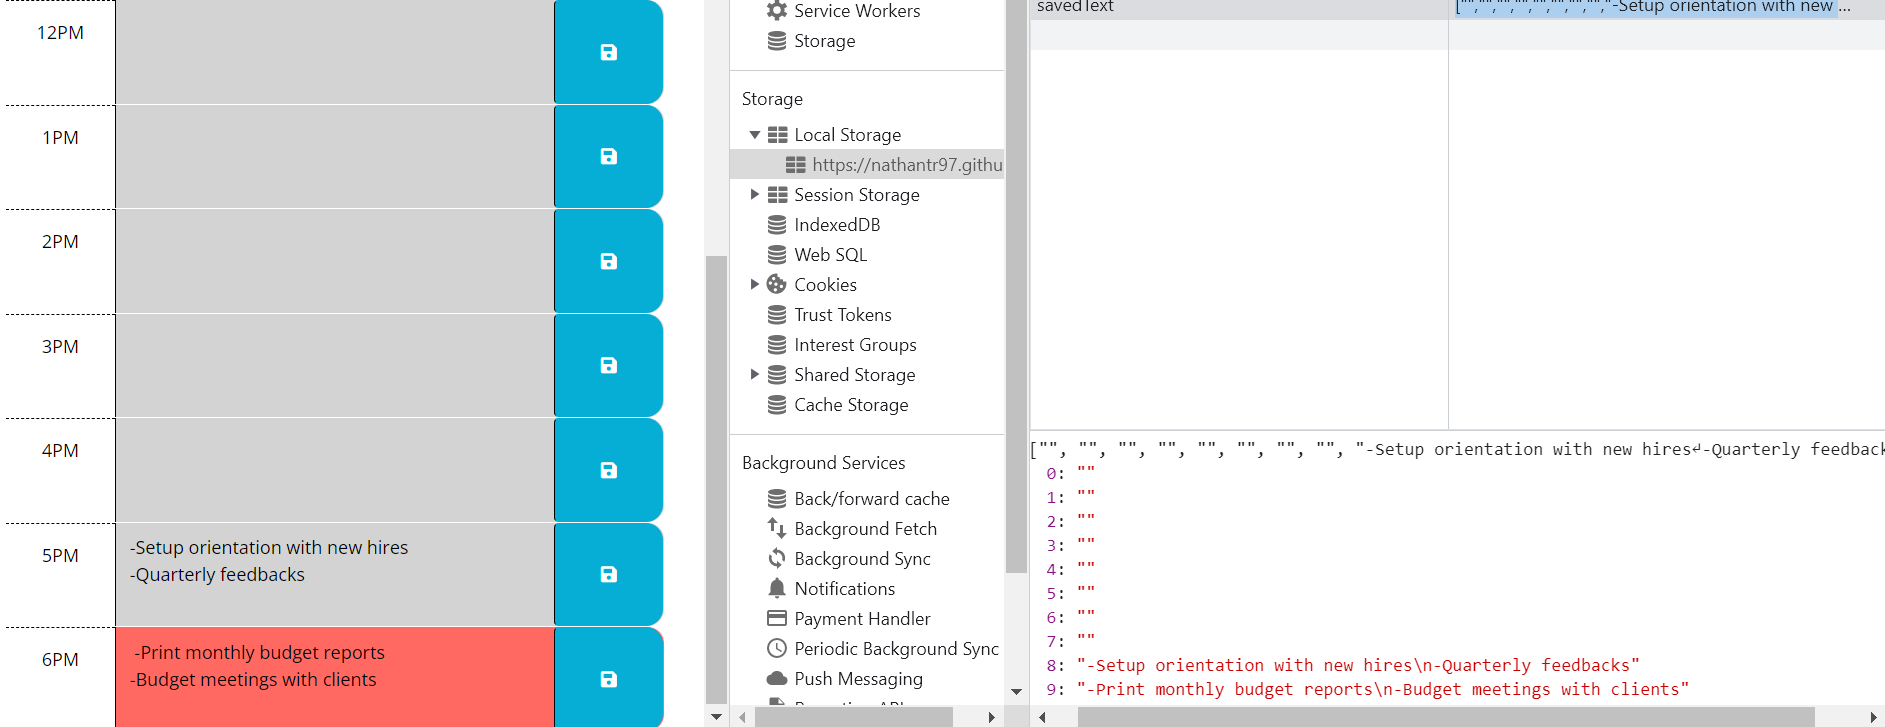 12PM
1PM
2PM
3PM
4PM
5PM
-Setup orientation with new hires
-Quarterly feedbacks
6PM
-Print monthly budget reports
-Budget meetings with clients
Service Workers
Storage
Storage
Local Storage
https://nathantr97.githu
Session Storage
IndexedDB
Web SQL
Cookies
Trust Tokens
Interest Groups
Shared Storage
Cache Storage
Background Services
Back/forward cache
Background Fetch
Background Sync
Notifications
Payment Handler
Periodic Background Sync
Push Messaging
savedText
["","","","","","","","","-Setup orientation with new ...
["", "", "", "", "", "", "", "", "-Setup orientation with new hires↵-Quarterly feedback
0: ""
1: ""
2: ""
3: ""
4: ""
5: ""
6: ""
7: ""
8: "-Setup orientation with new hires\n-Quarterly feedbacks"
9: "-Print monthly budget reports\n-Budget meetings with clients"